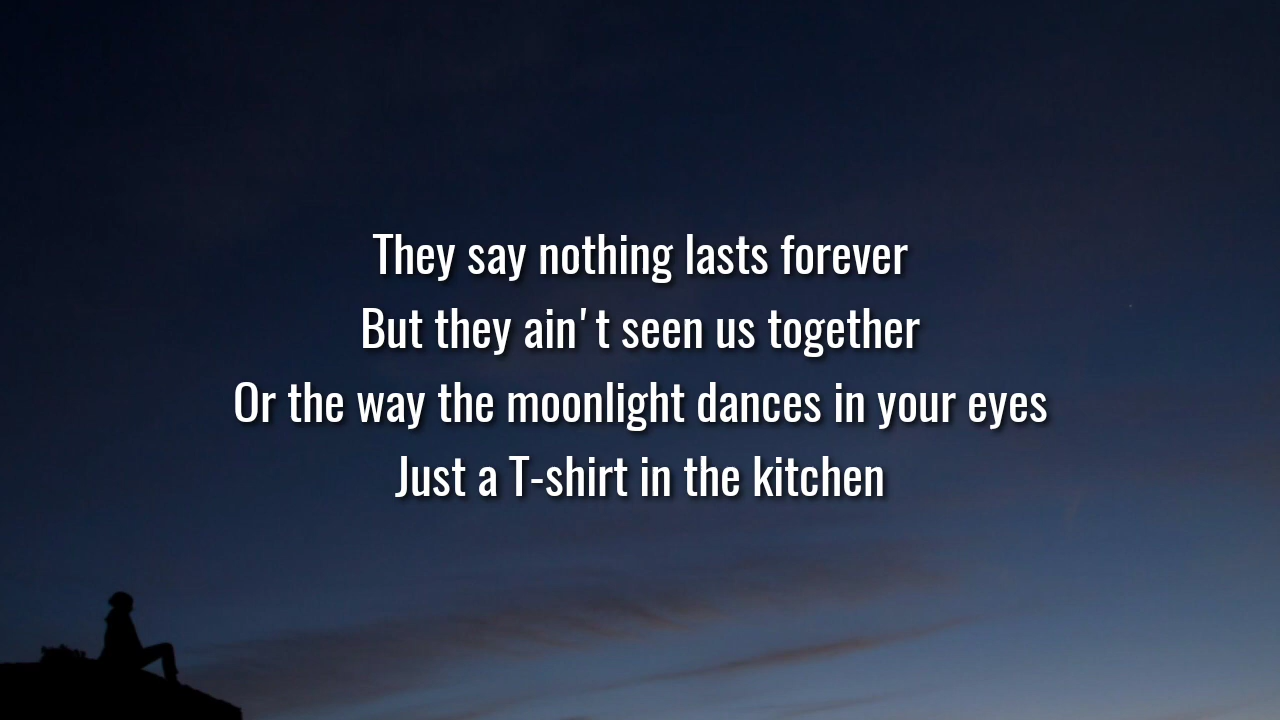 They say nothing lasts forever
But they ain't seen us together
Or the way the moonlight dances in your eyes
Just a T-shirt in the kitchen